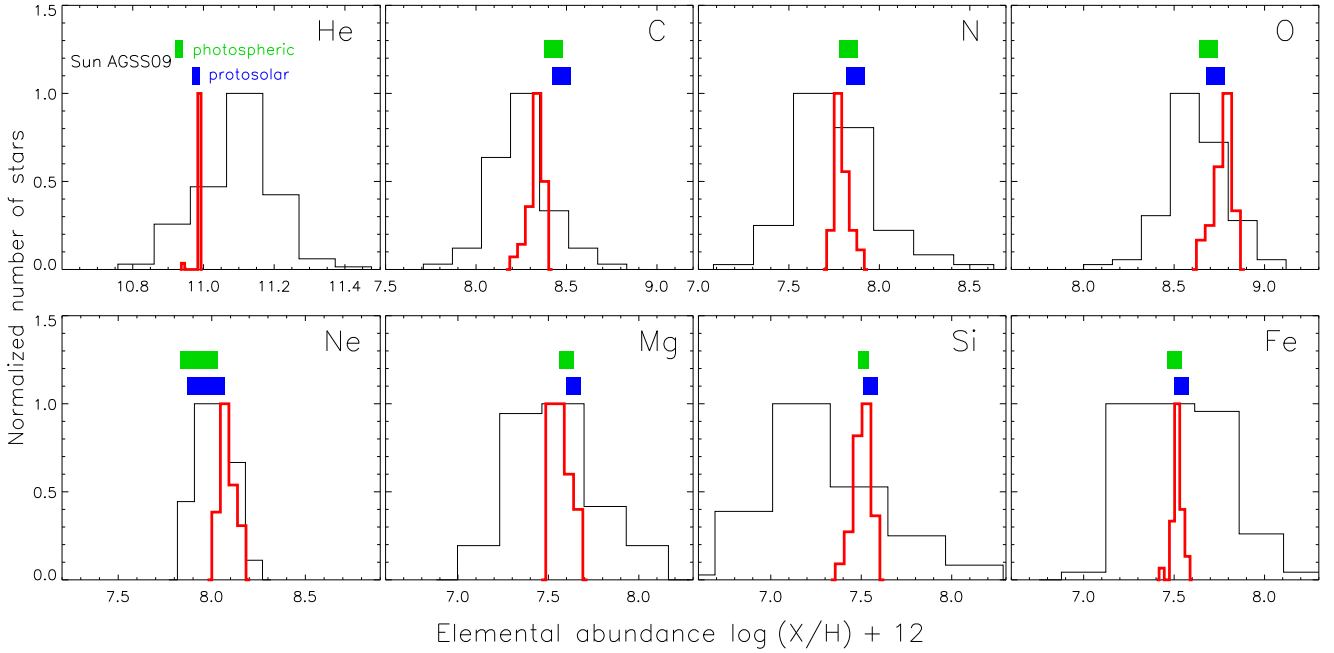 1.5
1.0
0.5
0.0
Normalized number of stars
He
C
N
O
photospheric
Sun AGSS09
protosolar
10.8 11.0 11.2 11.4
7.5 8.0 8.5 9.0
7.0 7.5 8.0 8.5
8.0 8.5 9.0
1.5
1.0
0.5
0.0
Ne
Mg
Si
Fe
7.5 8.0 8.5
7.0 7.5 8.0
7.0 7.5 8.0
7.0 7.5 8.0
Elemental abundance log (X/H) + 12